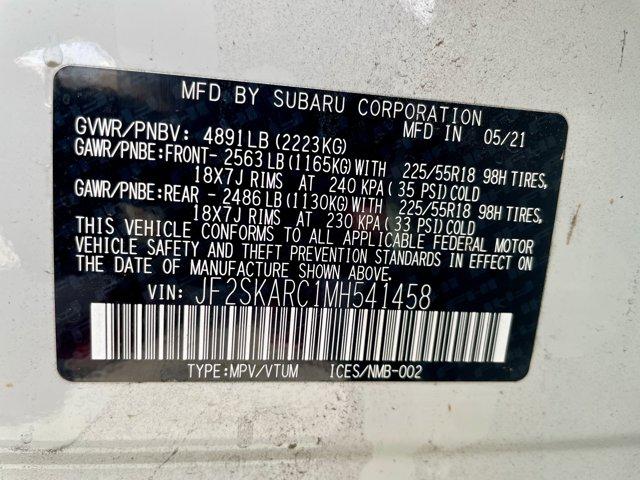 MFD BY SUBARU CORPORATION
GVWR/PNBV: 4891LB (2223KG) MFD IN 05/21
GAWR/PNBE:FRONT- 2563 LB (1165KG) WITH 225/55R18 98H TIRES,
18X7J RIMS AT 240 KPA (35 PSI) COLD
GAWR/PNBE:REAR - 2486 LB (1130KG) WITH 225/55R18 98H TIRES,
18X7J RIMS AT 230 KPA (33 PSI) COLD
THIS VEHICLE CONFORMS TO ALL APPLICABLE FEDERAL MOTOR
VEHICLE SAFETY AND THEFT PREVENTION STANDARDS IN EFFECT ON
THE DATE OF MANUFACTURE SHOWN ABOVE.
VIN: JF2SKARC1MH541458
TYPE:MPV/VTUM ICES/NMB-002